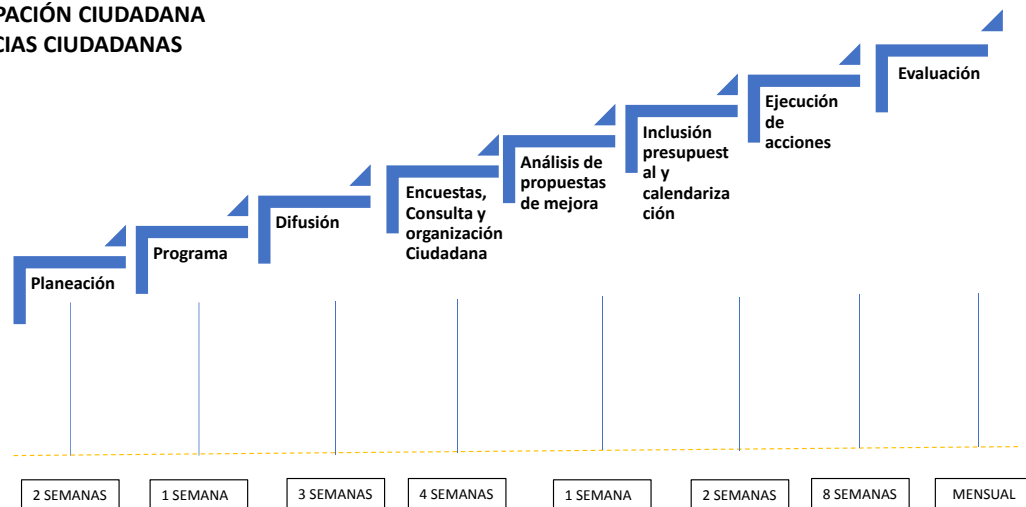 PACIÓN CIUDADANA
CIAS CIUDADANAS
Evaluación
Ejecución
de
acciones
Inclusión
presupuest
al y
calendariza
ción
Análisis de
propuestas
de mejora
Encuestas,
Consulta y
organización
Ciudadana
Difusión
Programa
Planeación
2 SEMANAS
1 SEMANA
3 SEMANAS
4 SEMANAS
1 SEMANA
2 SEMANAS
8 SEMANAS
MENSUAL